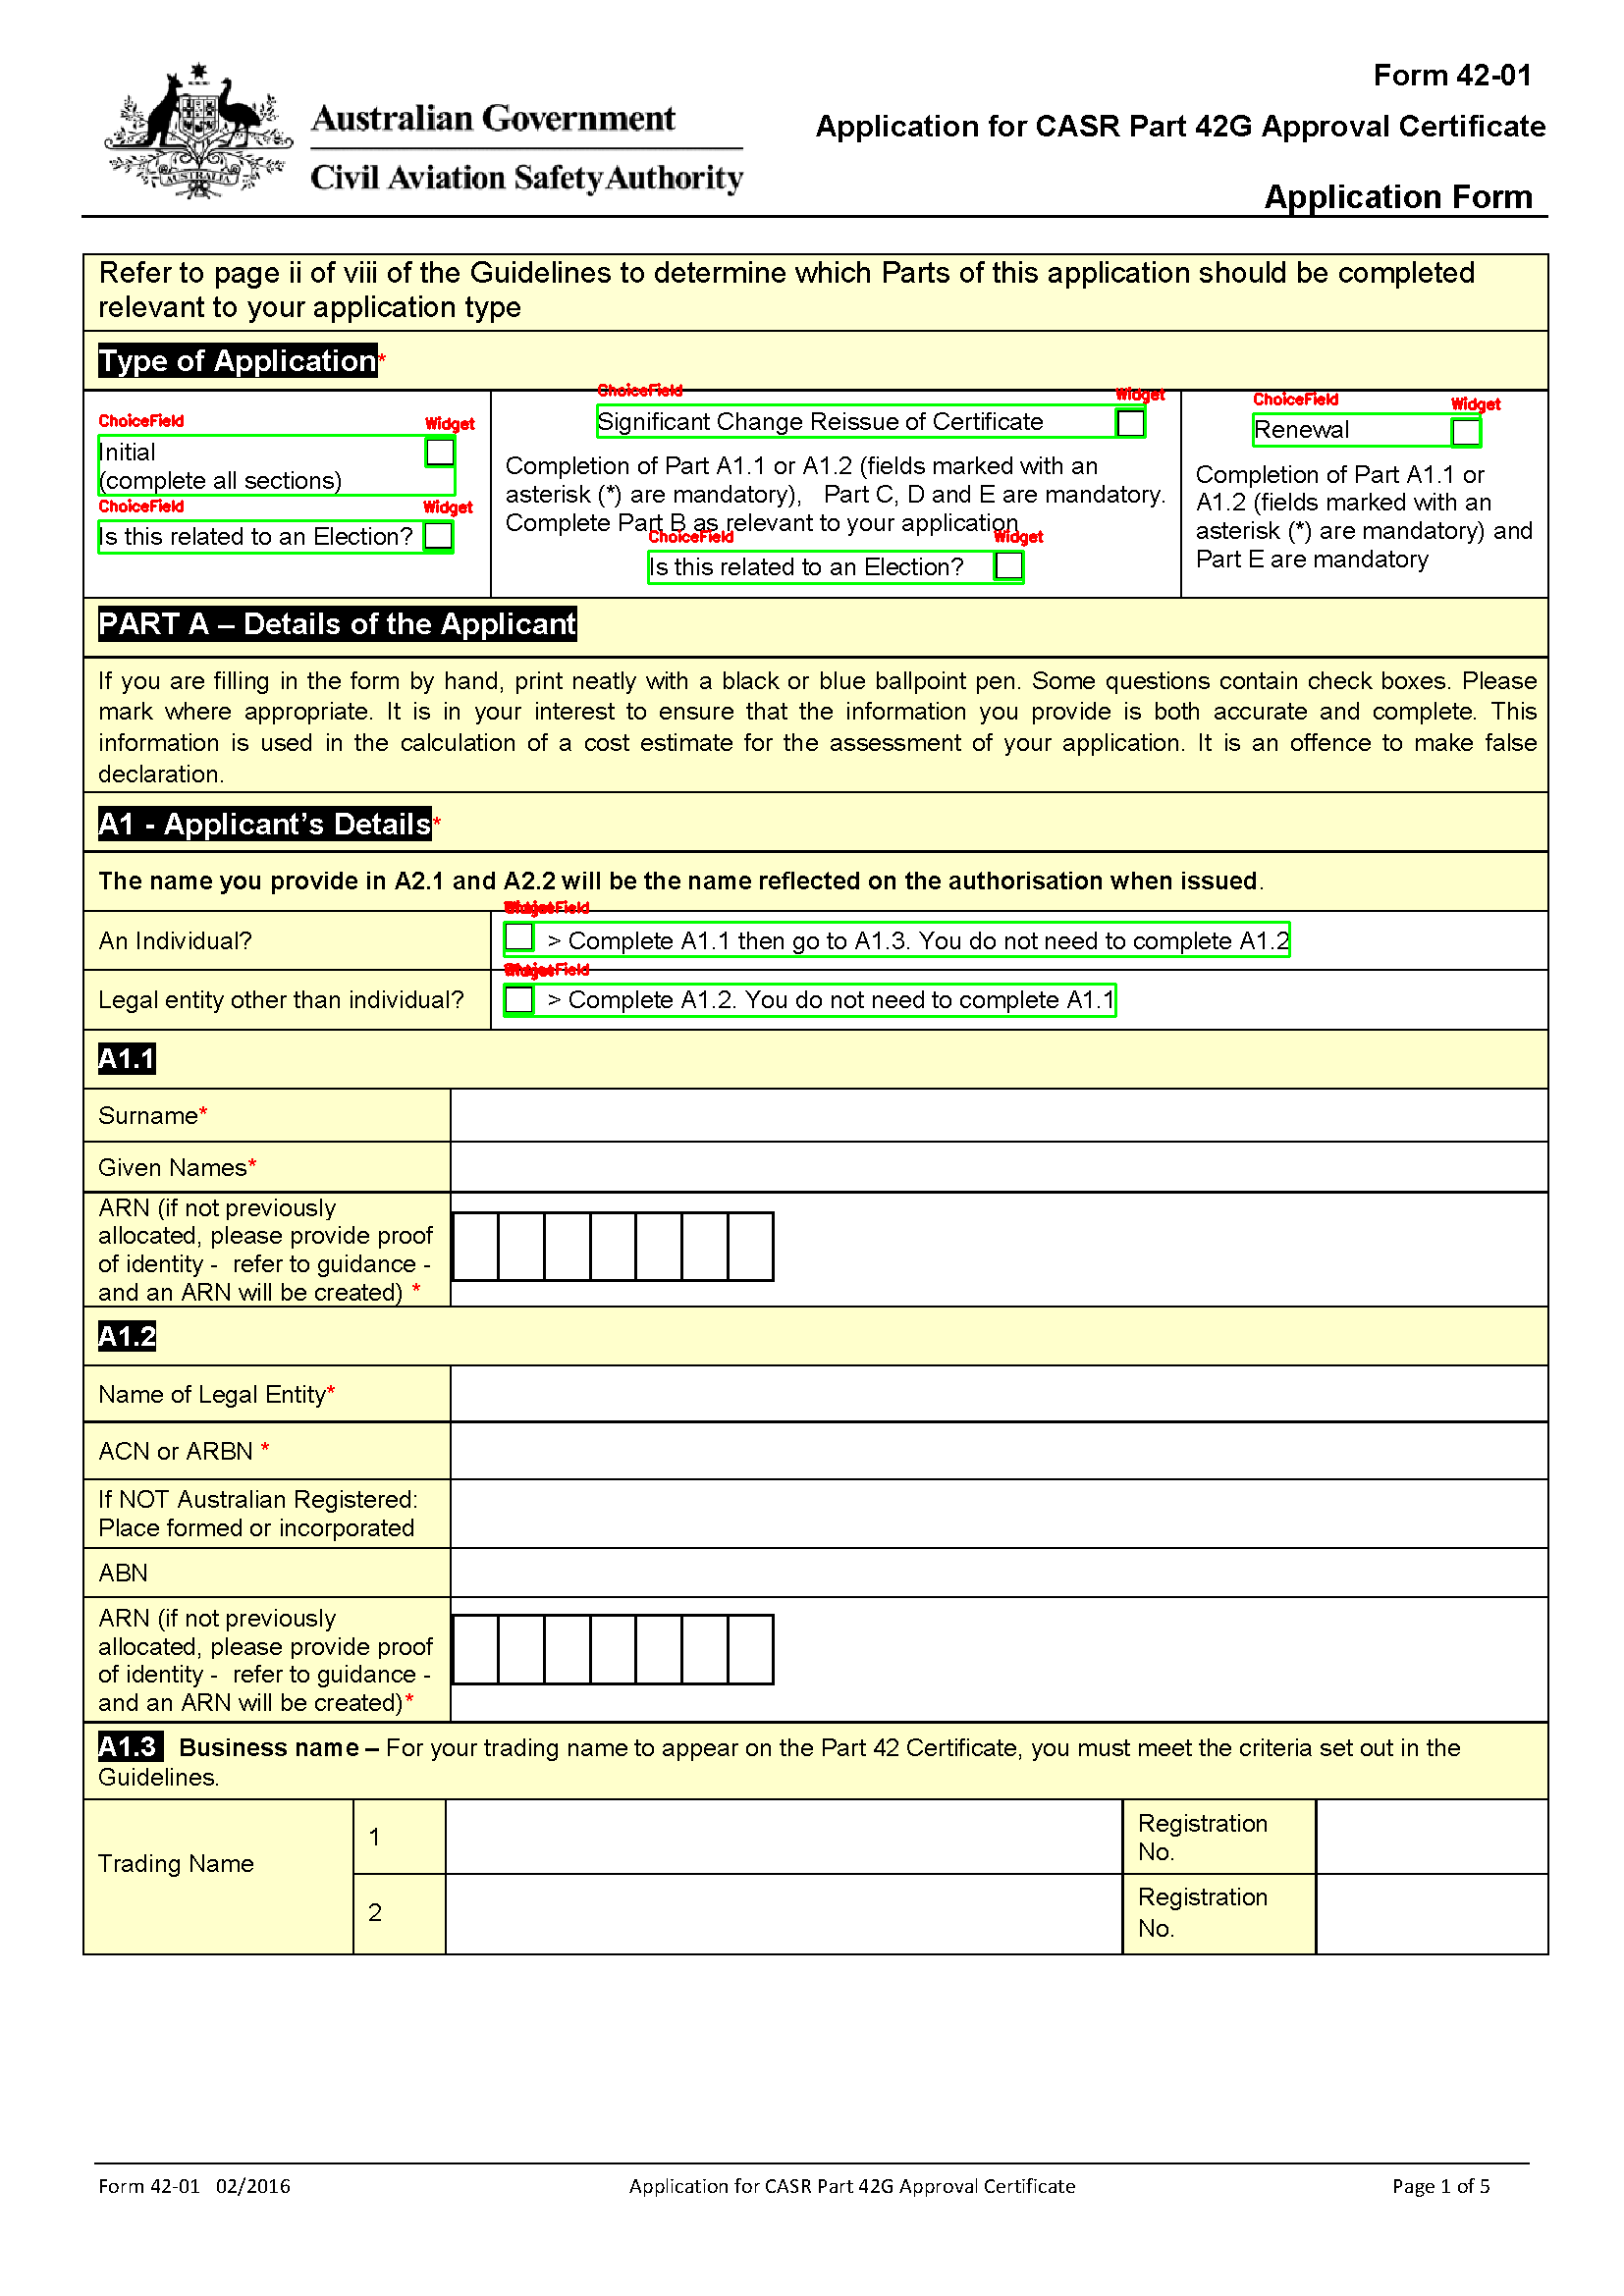 Form 42-01
Australian Government
Application for CASR Part 42G Approval Certificate
Civil Aviation Safety Authority
AUSTRALIA
Application Form
Refer to page ii of viii of the Guidelines to determine which Parts of this application should be completed
relevant to your application type
Type of Application*
ChoiceField Widget
Initial
(complete all sections)
ChoiceField Widget
Is this related to an Election?
ChoiceField Widget
Significant Change Reissue of Certificate
Completion of Part A1.1 or A1.2 (fields marked with an
asterisk (*) are mandatory), Part C, D and E are mandatory.
Complete Part B as relevant to your application
ChoiceField Widget
Is this related to an Election?
ChoiceField Widget
Renewal
Completion of Part A1.1 or
A1.2 (fields marked with an
asterisk (*) are mandatory) and
Part E are mandatory
PART A – Details of the Applicant
If you are filling in the form by hand, print neatly with a black or blue ballpoint pen. Some questions contain check boxes. Please
mark where appropriate. It is in your interest to ensure that the information you provide is both accurate and complete. This
information is used in the calculation of a cost estimate for the assessment of your application. It is an offence to make false
declaration.
A1 - Applicant’s Details*
The name you provide in A2.1 and A2.2 will be the name reflected on the authorisation when issued.
Widget ChoiceField
An Individual? > Complete A1.1 then go to A1.3. You do not need to complete A1.2
Widget ChoiceField
Legal entity other than individual? > Complete A1.2. You do not need to complete A1.1
A1.1
Surname*
Given Names*
ARN (if not previously
allocated, please provide proof
of identity - refer to guidance -
and an ARN will be created) *
A1.2
Name of Legal Entity*
ACN or ARBN *
If NOT Australian Registered:
Place formed or incorporated
ABN
ARN (if not previously
allocated, please provide proof
of identity - refer to guidance -
and an ARN will be created)*
A1.3 Business name – For your trading name to appear on the Part 42 Certificate, you must meet the criteria set out in the
Guidelines.
Trading Name
1
Registration
No.
2
Registration
No.
Form 42-01 02/2016 Application for CASR Part 42G Approval Certificate Page 1 of 5